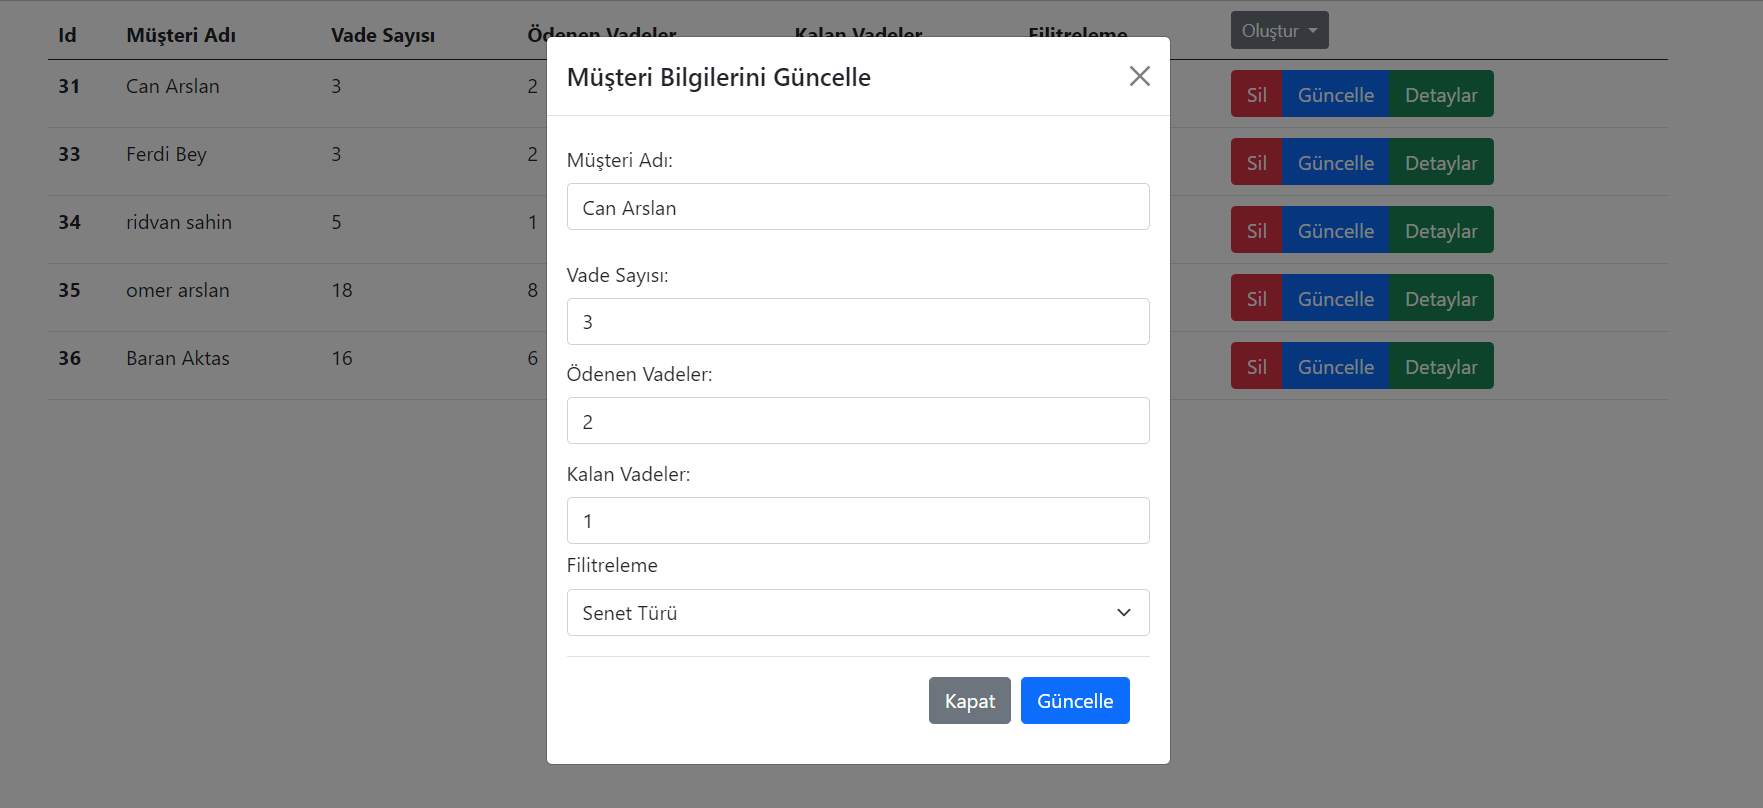 Id Müşteri Adı Vade Sayısı Ödenen Vadeler Kalan Vadeler Filitreleme Oluştur
31 Can Arslan 3 2 Sil Güncelle Detaylar
33 Ferdi Bey 3 2 Sil Güncelle Detaylar
34 ridvan sahin 5 1 Sil Güncelle Detaylar
35 omer arslan 18 8 Sil Güncelle Detaylar
36 Baran Aktas 16 6 Sil Güncelle Detaylar
Müşteri Bilgilerini Güncelle
Müşteri Adı:
Can Arslan
Vade Sayısı:
3
Ödenen Vadeler:
2
Kalan Vadeler:
1
Filitreleme
Senet Türü
Kapat Güncelle